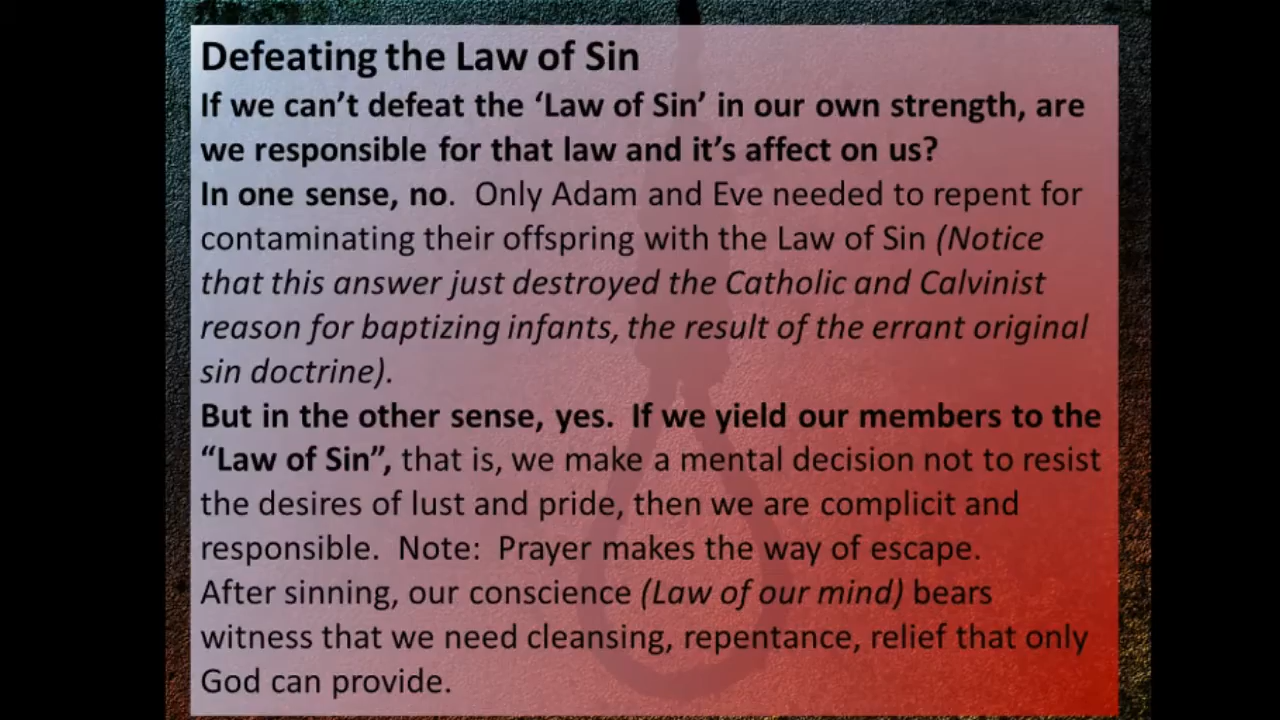 Defeating the Law of Sin
If we can’t defeat the ‘Law of Sin’ in our own strength, are
we responsible for that law and it’s affect on us?
In one sense, no.  Only Adam and Eve needed to repent for
contaminating their offspring with the Law of Sin (Notice
that this answer just destroyed the Catholic and Calvinist
reason for baptizing infants, the result of the errant original
sin doctrine).
But in the other sense, yes.  If we yield our members to the
“Law of Sin”, that is, we make a mental decision not to resist
the desires of lust and pride, then we are complicit and
responsible.  Note:  Prayer makes the way of escape.
After sinning, our conscience (Law of our mind) bears
witness that we need cleansing, repentance, relief that only
God can provide.